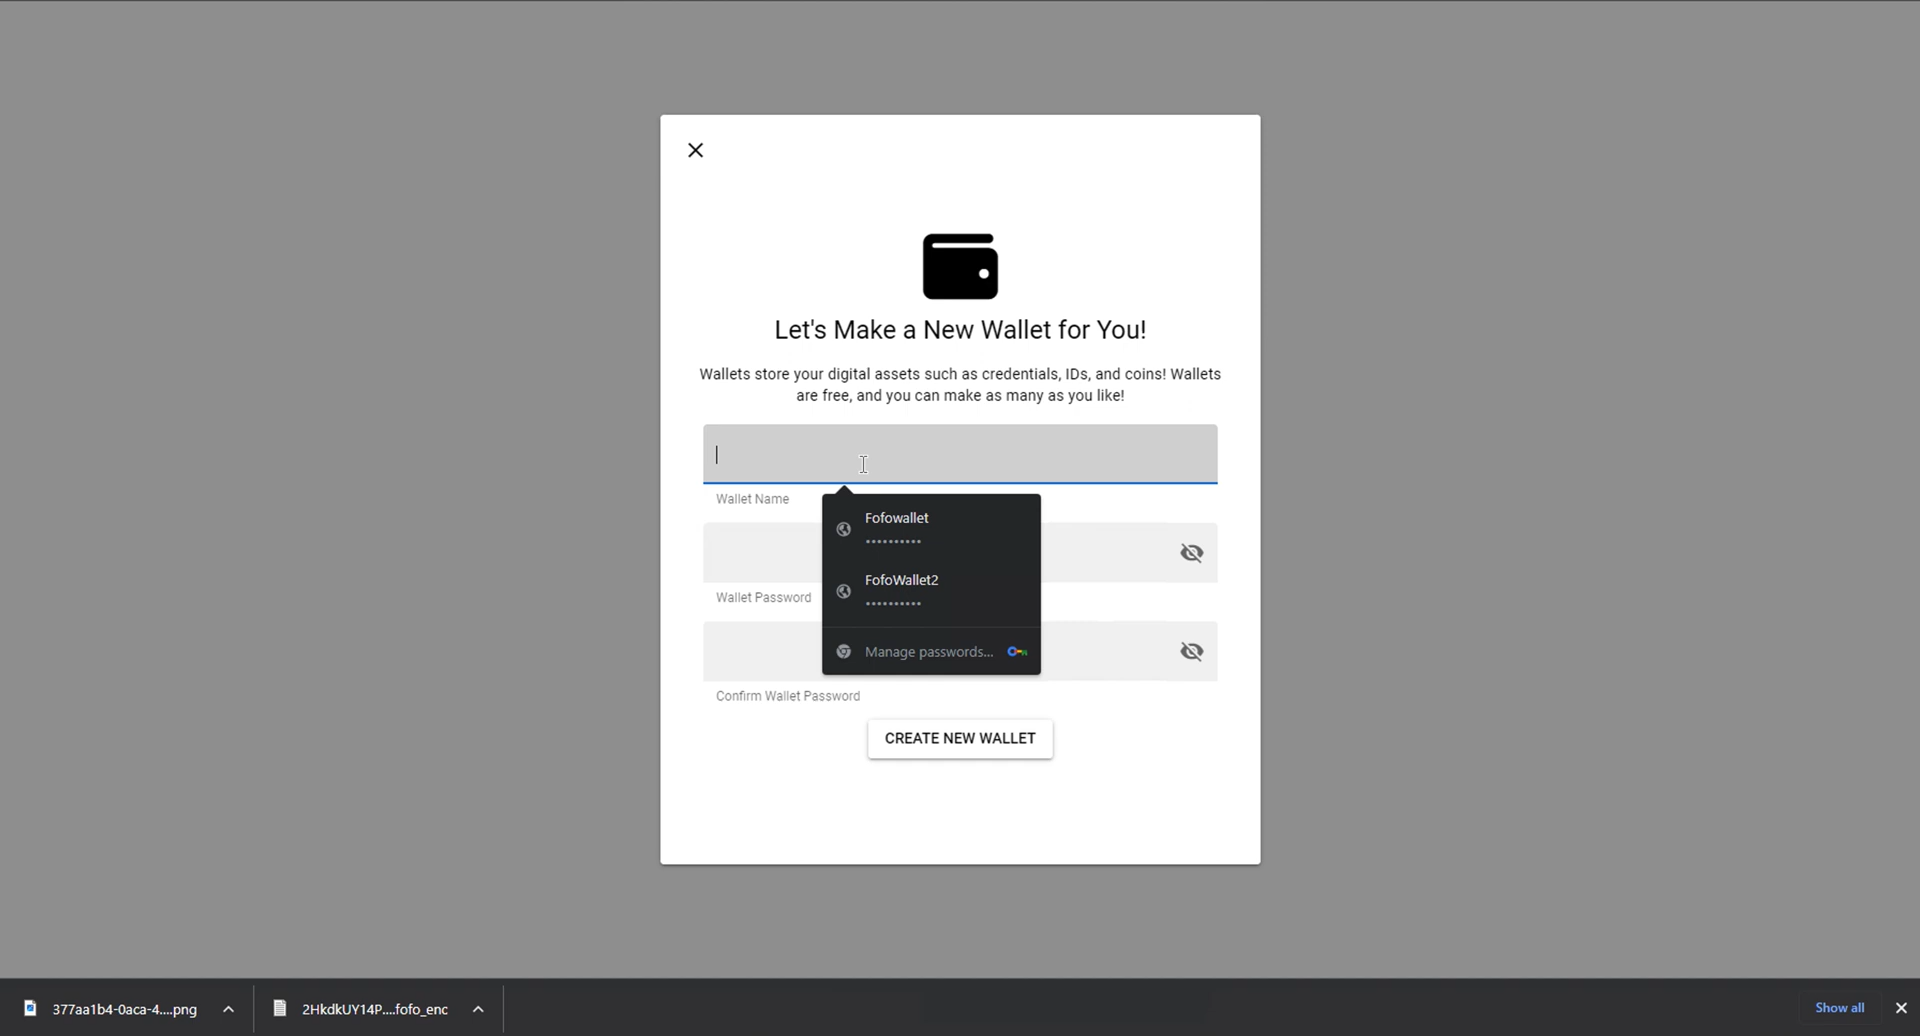 Let's Make a New Wallet for You!
Wallets store your digital assets such as credentials, IDs, and coins! Wallets
are free, and you can make as many as you like!
Wallet Name
Fofowallet
••••••••••
FofoWallet2
••••••••••
Wallet Password
Manage passwords...
Confirm Wallet Password
CREATE NEW WALLET
377aa1b4-0aca-4....png
2HkdkUY14P....fofo_enc
Show all